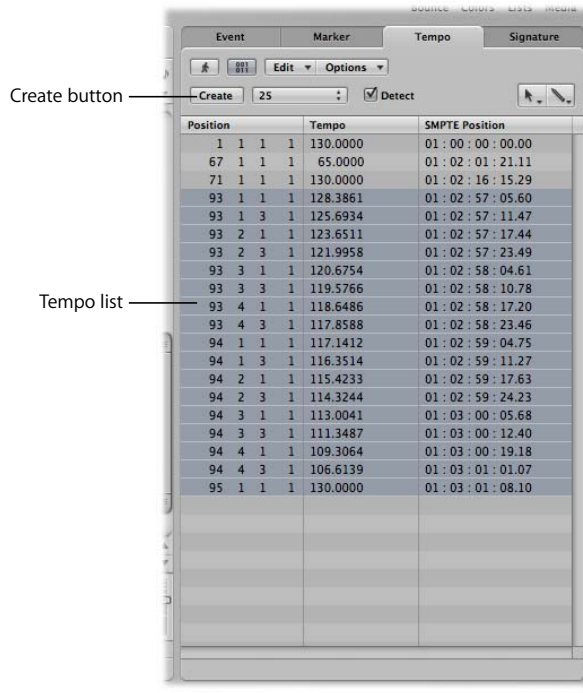 Bounce Colors Lists Media
Event Marker Tempo Signature
001
011
Edit Options
Create button
Create 25 Detect
Position Tempo SMPTE Position
1 1 1 1 130.0000 01 : 00 : 00 : 00.00
67 1 1 1 65.0000 01 : 02 : 01 : 21.11
71 1 1 1 130.0000 01 : 02 : 16 : 15.29
93 1 1 1 128.3861 01 : 02 : 57 : 05.60
93 1 3 1 125.6934 01 : 02 : 57 : 11.47
93 2 1 1 123.6511 01 : 02 : 57 : 17.44
93 2 3 1 121.9958 01 : 02 : 57 : 23.49
93 3 1 1 120.6754 01 : 02 : 58 : 04.61
93 3 3 1 119.5766 01 : 02 : 58 : 10.78
Tempo list
93 4 1 1 118.6486 01 : 02 : 58 : 17.20
93 4 3 1 117.8588 01 : 02 : 58 : 23.46
94 1 1 1 117.1412 01 : 02 : 59 : 04.75
94 1 3 1 116.3514 01 : 02 : 59 : 11.27
94 2 1 1 115.4233 01 : 02 : 59 : 17.63
94 2 3 1 114.3244 01 : 02 : 59 : 24.23
94 3 1 1 113.0041 01 : 03 : 00 : 05.68
94 3 3 1 111.3487 01 : 03 : 00 : 12.40
94 4 1 1 109.3064 01 : 03 : 00 : 19.18
94 4 3 1 106.6139 01 : 03 : 01 : 01.07
95 1 1 1 130.0000 01 : 03 : 01 : 08.10